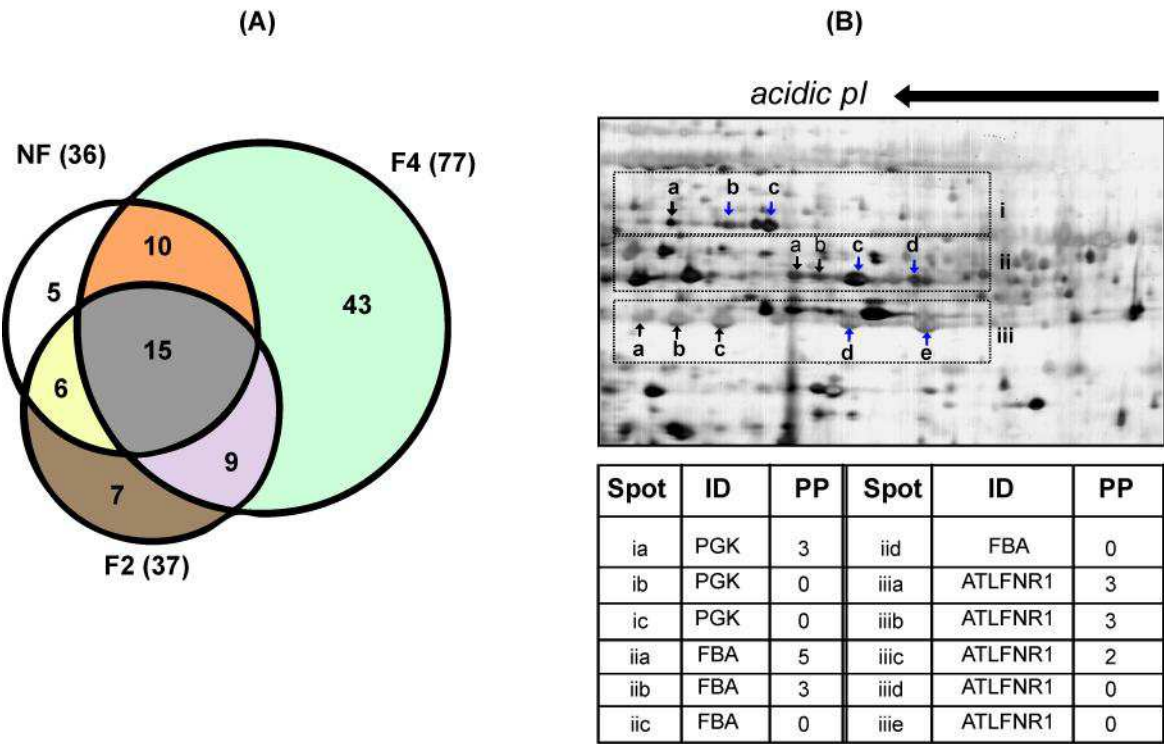 (A)
NF (36)
F4 (77)
10
5
43
15
6
9
7
F2 (37)
(B)
acidic pI
a b c
i
a b c d
ii
iii
a b c d e
Spot ID PP Spot ID PP
ia PGK 3 iid FBA 0
ib PGK 0 iiia ATLFNR1 3
ic PGK 0 iiib ATLFNR1 3
iia FBA 5 iiic ATLFNR1 2
iib FBA 3 iiid ATLFNR1 0
iic FBA 0 iiie ATLFNR1 0